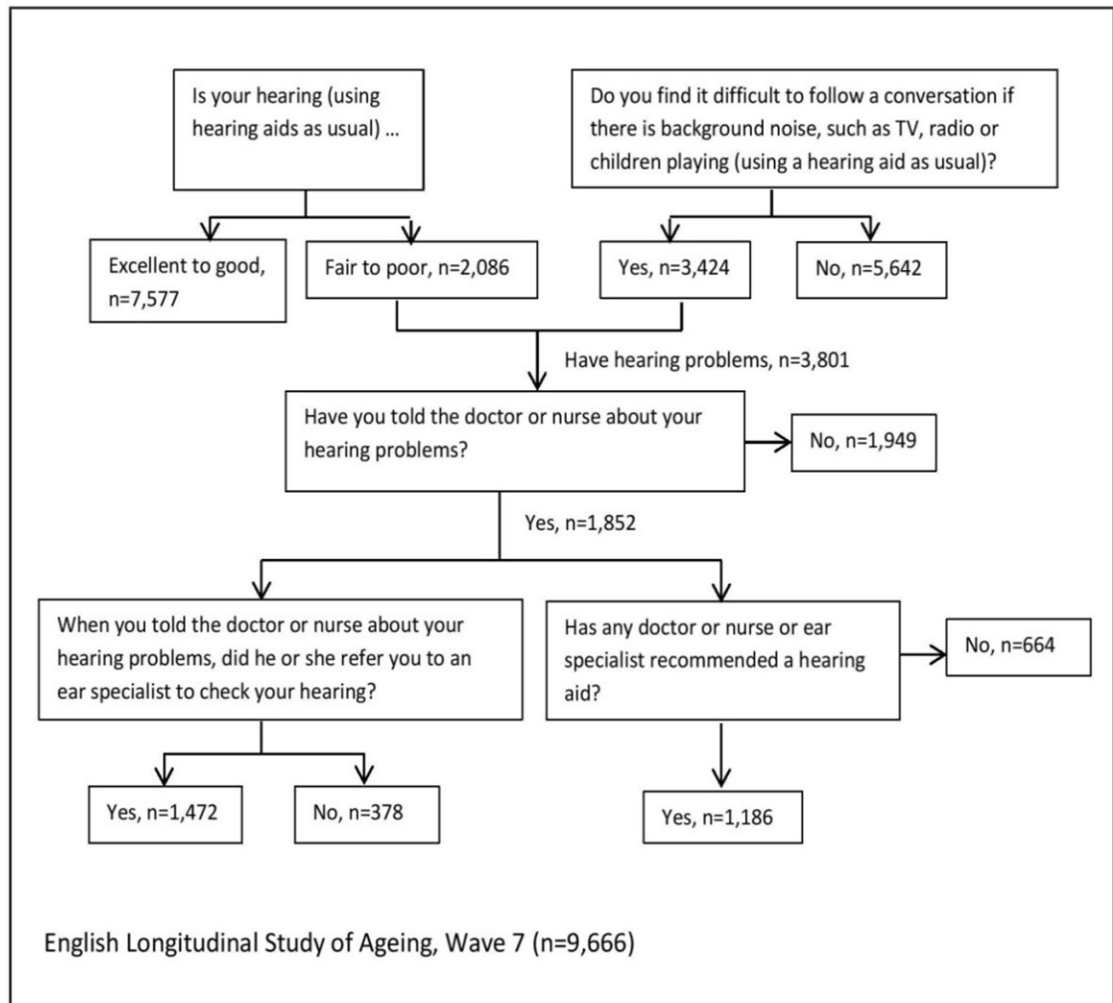 Is your hearing (using
hearing aids as usual) ...
Do you find it difficult to follow a conversation if
there is background noise, such as TV, radio or
children playing (using a hearing aid as usual)?
Excellent to good,
n=7,577
Fair to poor, n=2,086
Yes, n=3,424
No, n=5,642
Have hearing problems, n=3,801
Have you told the doctor or nurse about your
hearing problems?
No, n=1,949
Yes, n=1,852
When you told the doctor or nurse about your
hearing problems, did he or she refer you to an
ear specialist to check your hearing?
Has any doctor or nurse or ear
specialist recommended a hearing
aid?
No, n=664
Yes, n=1,472
No, n=378
Yes, n=1,186
English Longitudinal Study of Ageing, Wave 7 (n=9,666)